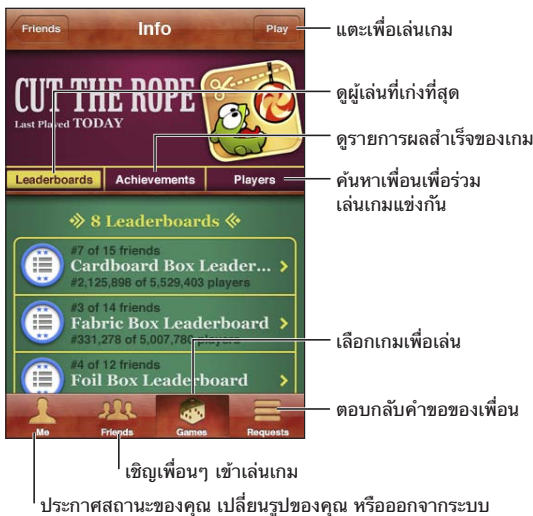 Friends Info Play
แตะเพื่อเล่นเกม
CUT THE ROPE
Last Played TODAY
ดูผู้เล่นที่เก่งที่สุด
ดูรายการผลสำเร็จของเกม
Leaderboards Achievements Players
ค้นหาเพื่อนเพื่อร่วม
เล่นเกมแข่งกัน
8 Leaderboards
#7 of 15 friends
Cardboard Box Leader...
#2,125,898 of 5,529,403 players
#3 of 14 friends
Fabric Box Leaderboard
#331,278 of 5,007,780 players
เลือกเกมเพื่อเล่น
#4 of 12 friends
Foil Box Leaderboard
ตอบกลับคำขอของเพื่อน
Me Friends Games Requests
เชิญเพื่อนๆ เข้าเล่นเกม
ประกาศสถานะของคุณ เปลี่ยนรูปของคุณ หรือออกจากระบบ